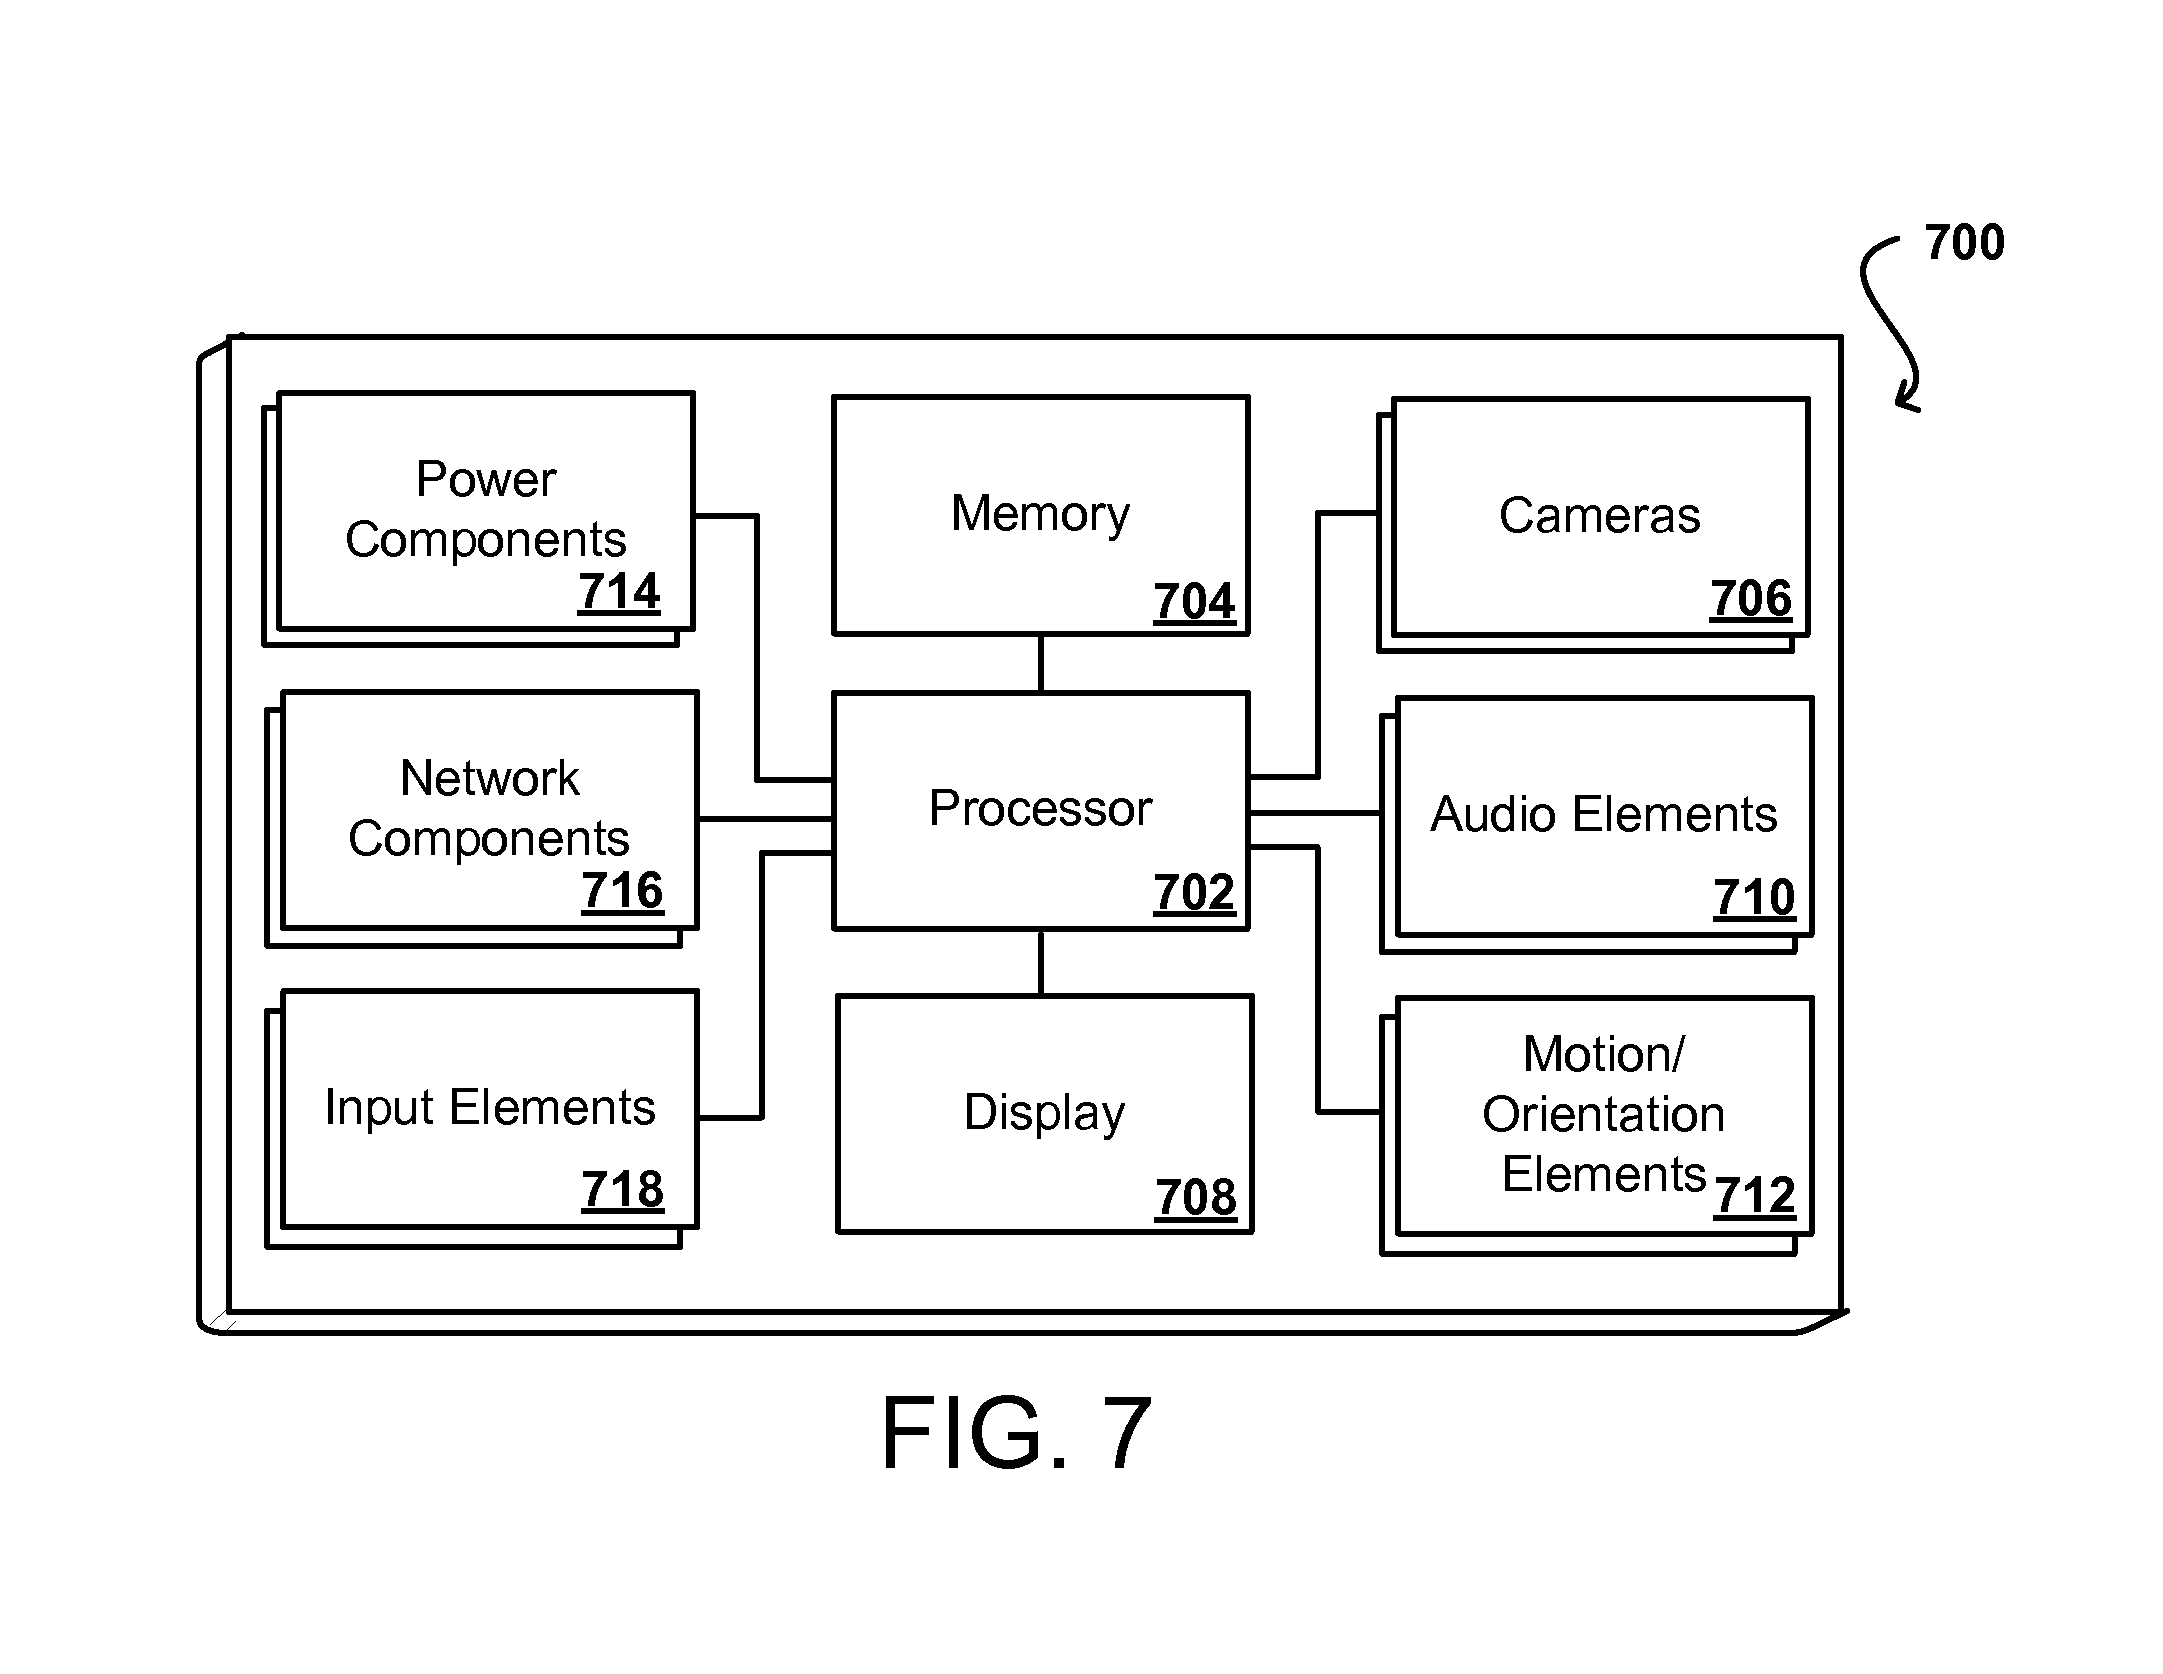 700
Power
Components
714
Memory
704
Cameras
706
Network
Components
716
Processor
702
Audio Elements
710
Input Elements
718
Display
708
Motion/
Orientation
Elements
712
FIG. 7